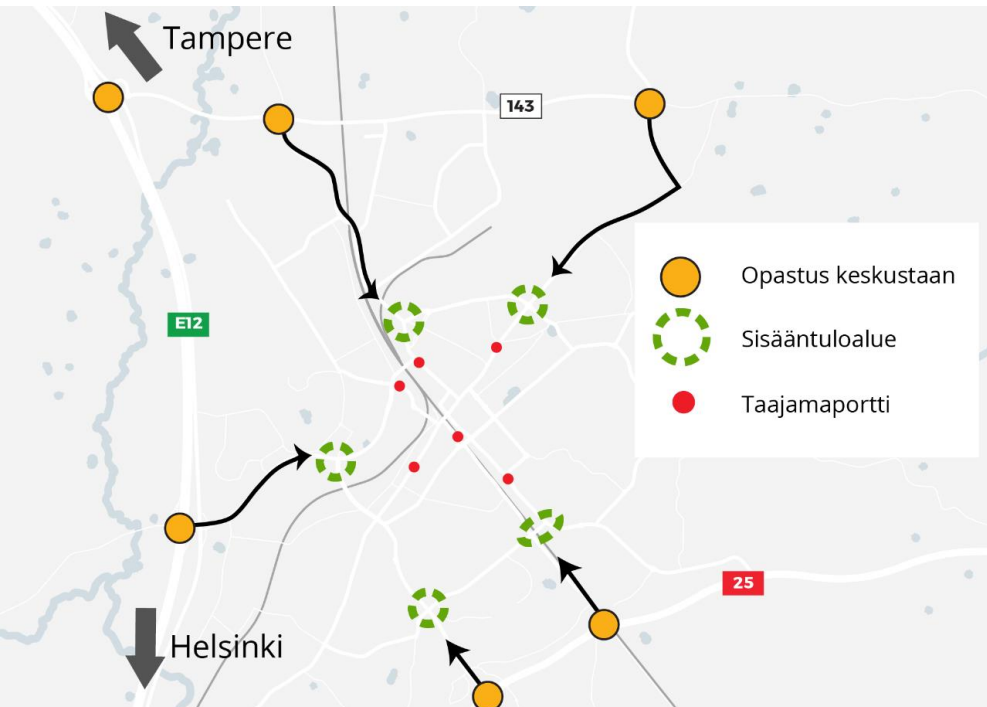 Tampere
143
Opastus keskustaan
E12
Sisääntuloalue
Taajamaportti
25
Helsinki